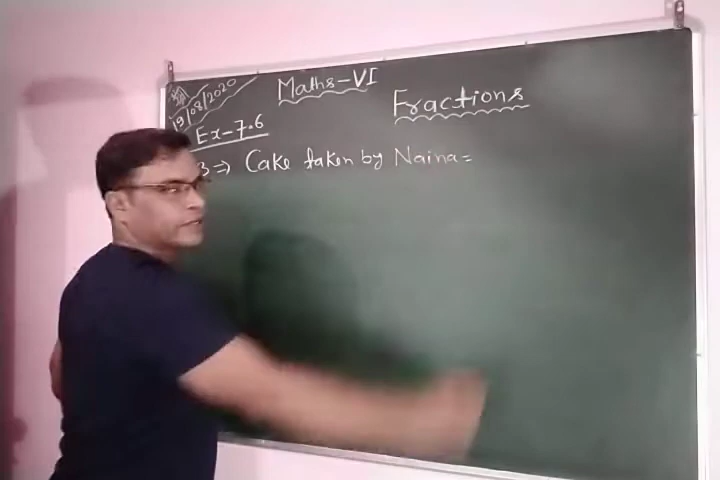 19/08/2020
Maths-VI
Fractions
Ex-7.6
3⇒ Cake taken by Naina=